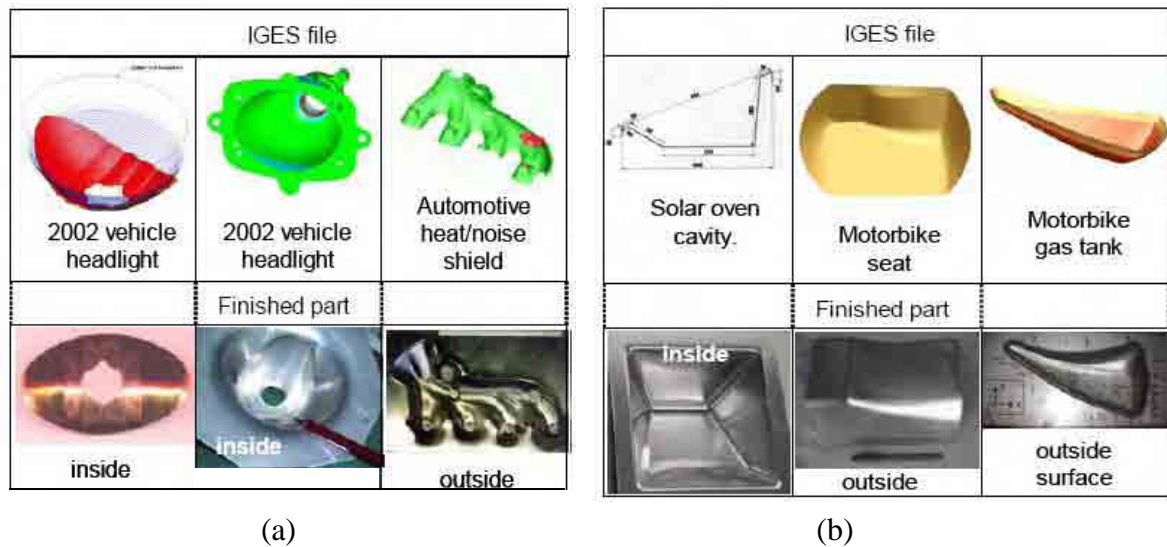 IGES file
2002 vehicle
headlight
2002 vehicle
headlight
Automotive
heat/noise
shield
Finished part
inside
inside
outside
(a)
IGES file
Solar oven
cavity.
Motorbike
seat
Motorbike
gas tank
Finished part
inside
outside
outside
surface
(b)